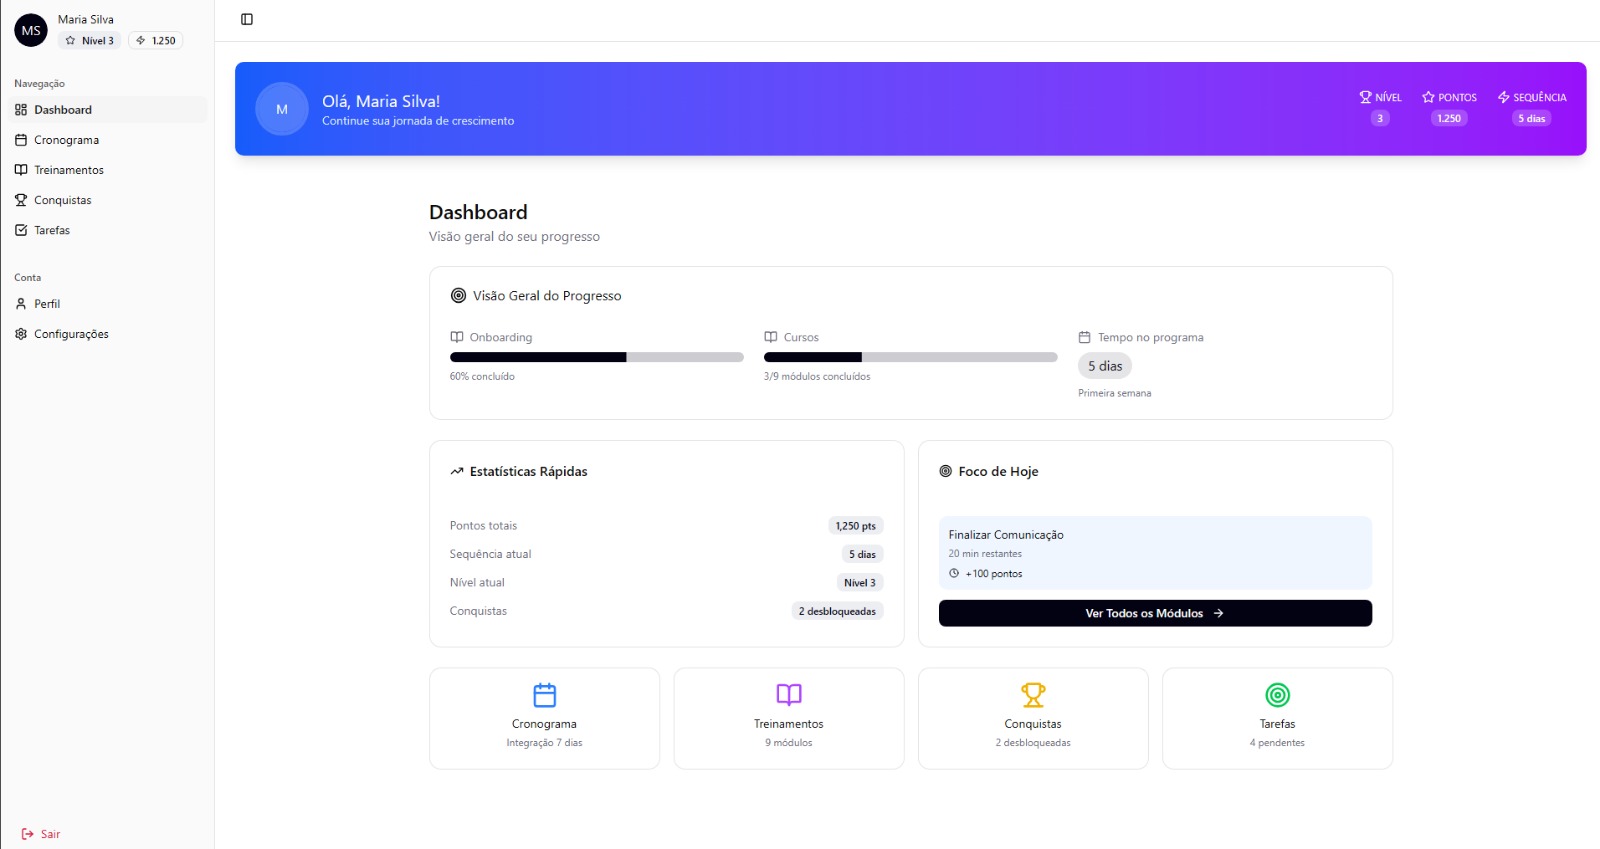 MS
Maria Silva
Nível 3
1.250
Navegação
Dashboard
Cronograma
Treinamentos
Conquistas
Tarefas
Conta
Perfil
Configurações
Sair
M
Olá, Maria Silva!
Continue sua jornada de crescimento
NÍVEL
3
PONTOS
1.250
SEQUÊNCIA
5 dias
Dashboard
Visão geral do seu progresso
Visão Geral do Progresso
Onboarding
60% concluído
Cursos
3/9 módulos concluídos
Tempo no programa
5 dias
Primeira semana
Estatísticas Rápidas
Pontos totais 1,250 pts
Sequência atual 5 dias
Nível atual Nível 3
Conquistas 2 desbloqueadas
Foco de Hoje
Finalizar Comunicação
20 min restantes
+100 pontos
Ver Todos os Módulos
Cronograma
Integração 7 dias
Treinamentos
9 módulos
Conquistas
2 desbloqueadas
Tarefas
4 pendentes